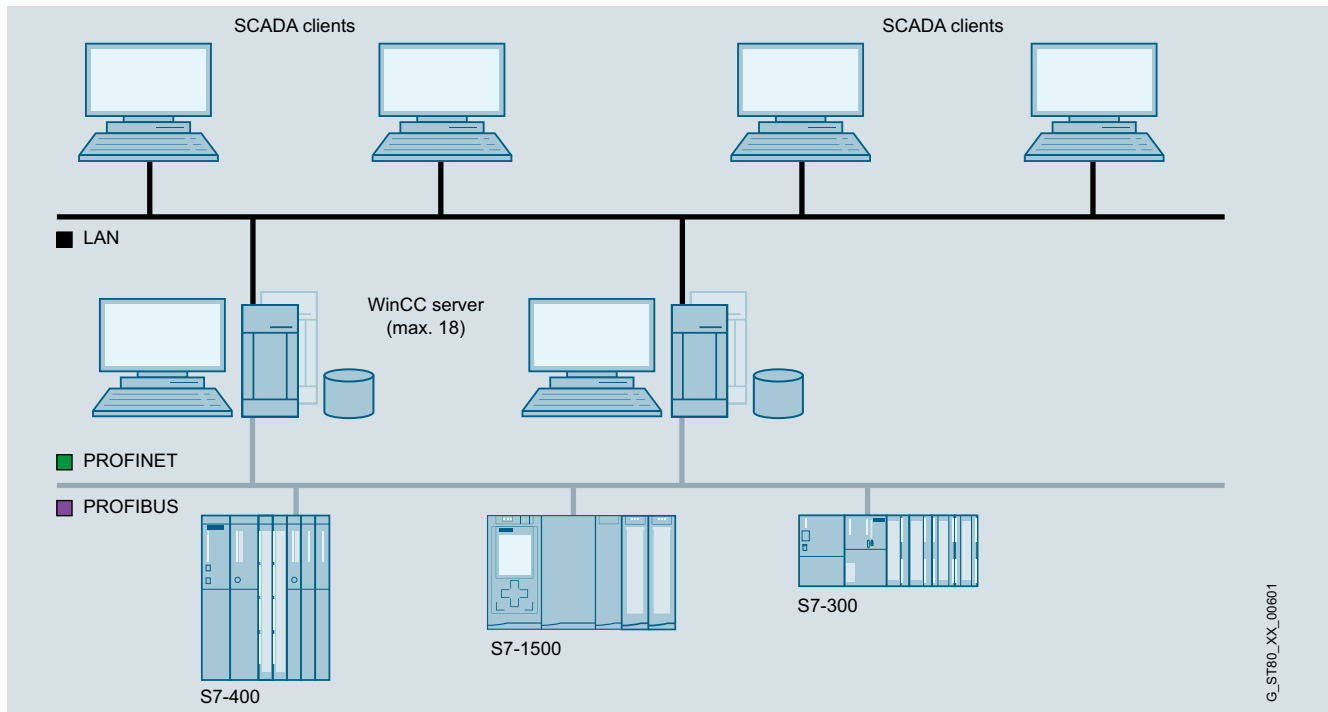 SCADA clients
SCADA clients
LAN
WinCC server
(max. 18)
PROFINET
PROFIBUS
S7-400
S7-1500
S7-300
G_ST80_XX_00601